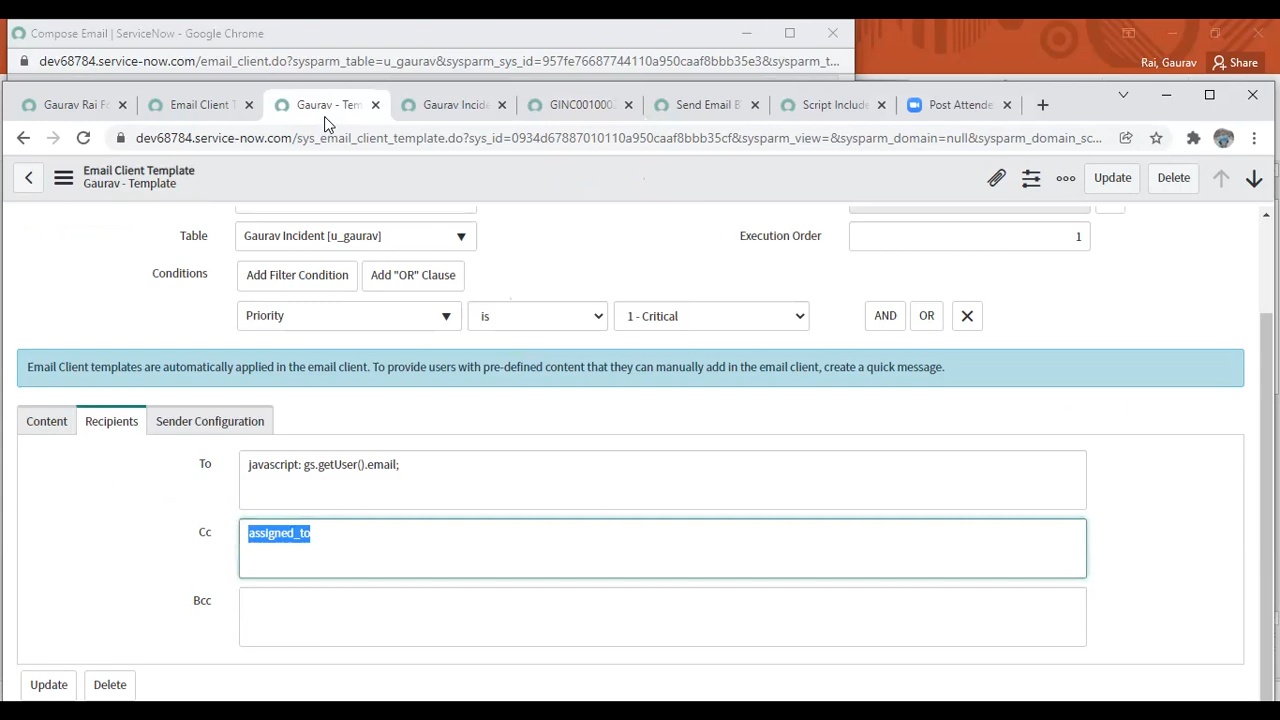 Compose Email | ServiceNow - Google Chrome
dev68784.service-now.com/email_client.do?sysparm_table=u_gaurav&sysparm_sys_id=957fe76687744110a950caaf8bbb35e3&sysparm_t...
Rai, Gaurav
Share
Gaurav Rai F
Email Client
Gaurav - Tem
Gaurav Incid
GINC001000
Send Email B
Script Includ
Post Attende
dev68784.service-now.com/sys_email_client_template.do?sys_id=0934d67887010110a950caaf8bbb35cf&sysparm_view=&sysparm_domain=null&sysparm_domain_sc...
Email Client Template
Gaurav - Template
Update
Delete
Table
Gaurav Incident [u_gaurav]
Execution Order
1
Conditions
Add Filter Condition
Add "OR" Clause
Priority
is
1 - Critical
AND
OR
Email Client templates are automatically applied in the email client. To provide users with pre-defined content that they can manually add in the email client, create a quick message.
Content
Recipients
Sender Configuration
To
javascript: gs.getUser().email;
Cc
assigned_to
Bcc
Update
Delete